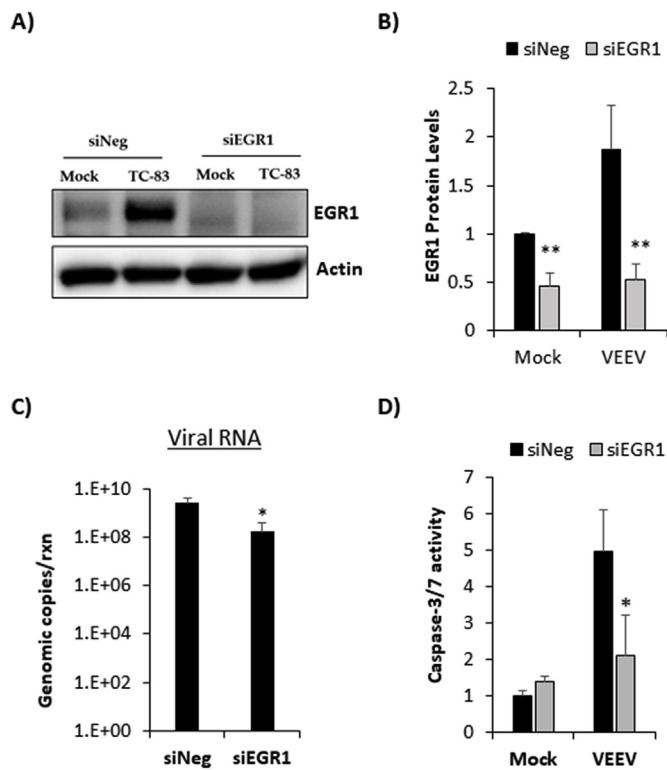 A)
siNeg
siEGR1
Mock TC-83 Mock TC-83
EGR1
Actin
B)
siNeg siEGR1
EGR1 Protein Levels
2.5
2
1.5
1
0.5
0
** **
Mock VEEV
C)
Viral RNA
Genomic copies/rxn
1.E+10
1.E+08
1.E+06
1.E+04
1.E+02
1.E+00
*
siNeg siEGR1
D)
siNeg siEGR1
Caspase-3/7 activity
7
6
5
4
3
2
1
0
*
Mock VEEV